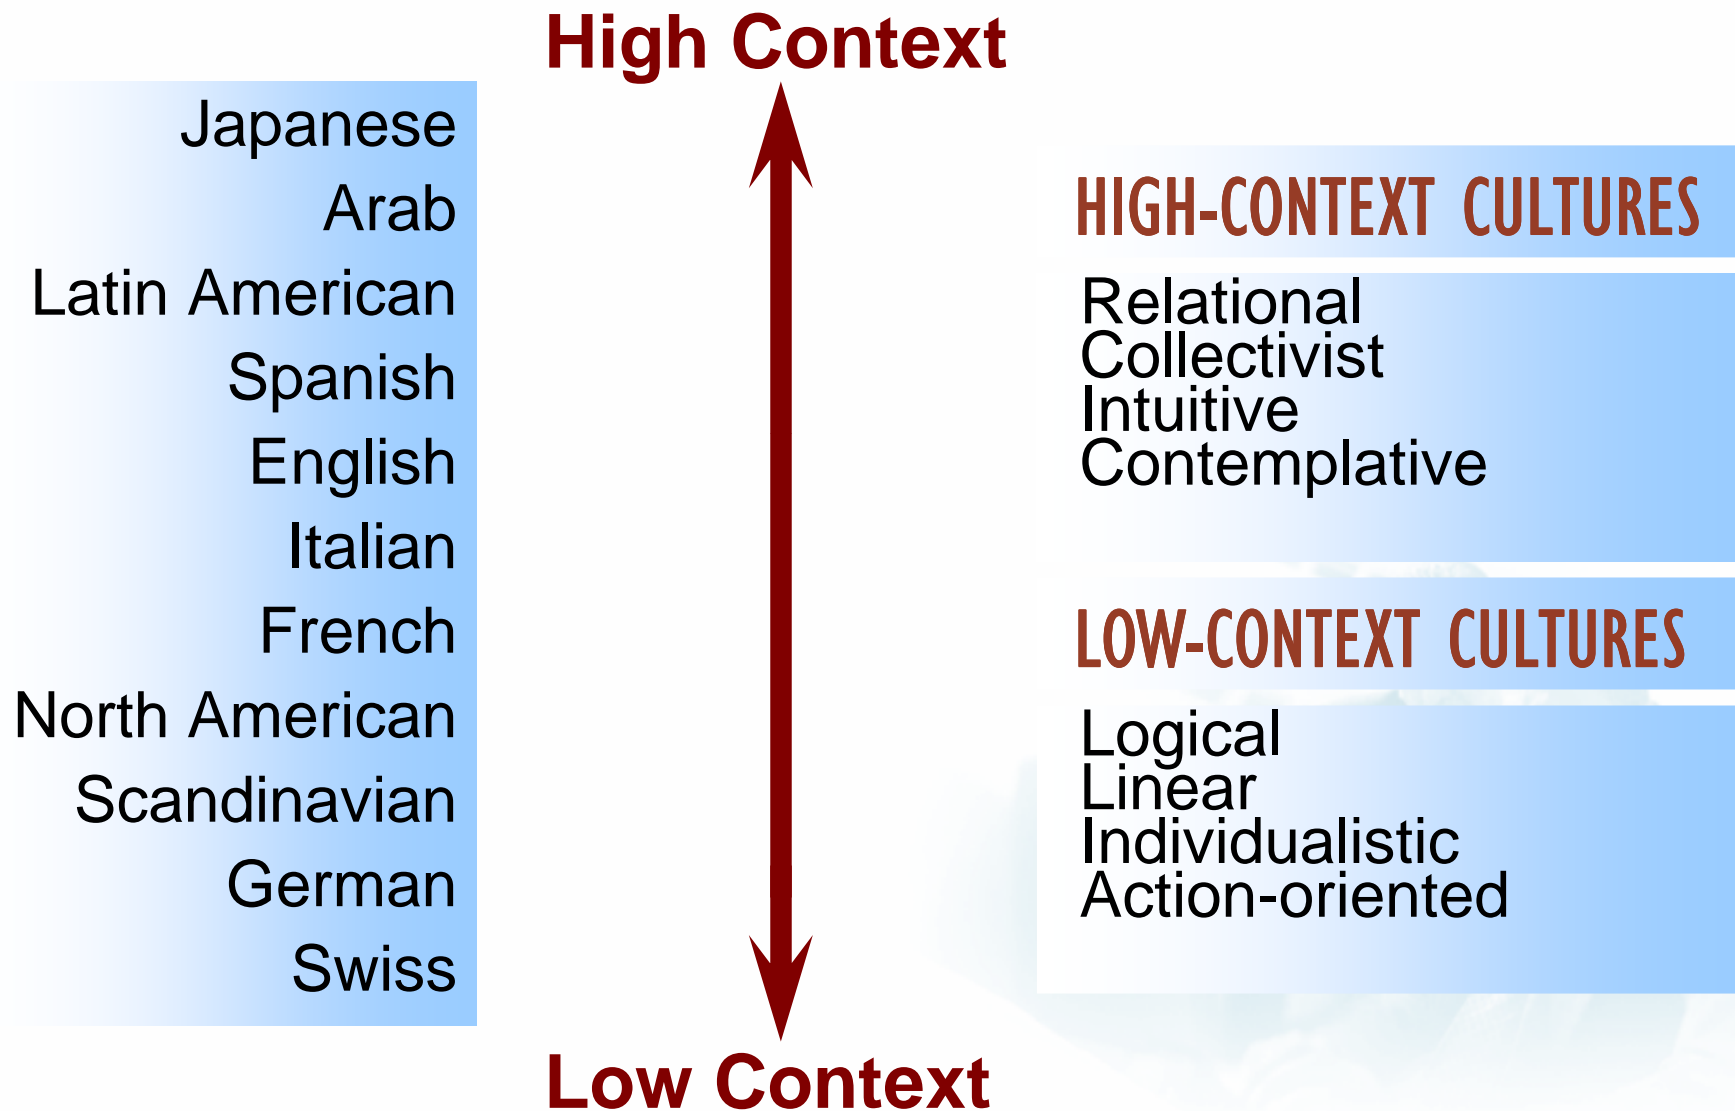 High Context
Japanese
Arab
Latin American
Spanish
English
Italian
French
North American
Scandinavian
German
Swiss
Low Context
HIGH-CONTEXT CULTURES
Relational
Collectivist
Intuitive
Contemplative
LOW-CONTEXT CULTURES
Logical
Linear
Individualistic
Action-oriented